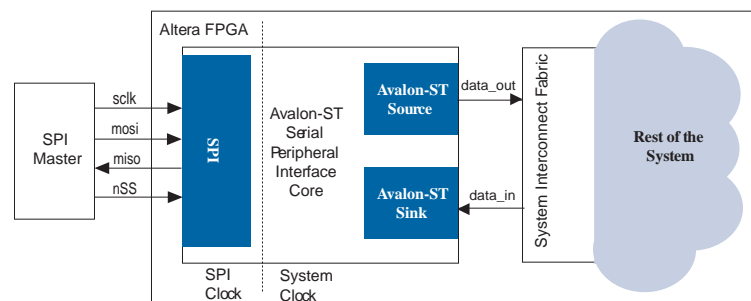 Altera FPGA
sclk
mosi
miso
nSS
SPI
Master
SPI
Avalon-ST
Serial
Peripheral
Interface
Core
Avalon-ST
Source
Avalon-ST
Sink
data_out
data_in
System Interconnect Fabric
Rest of the
System
SPI
Clock
System
Clock